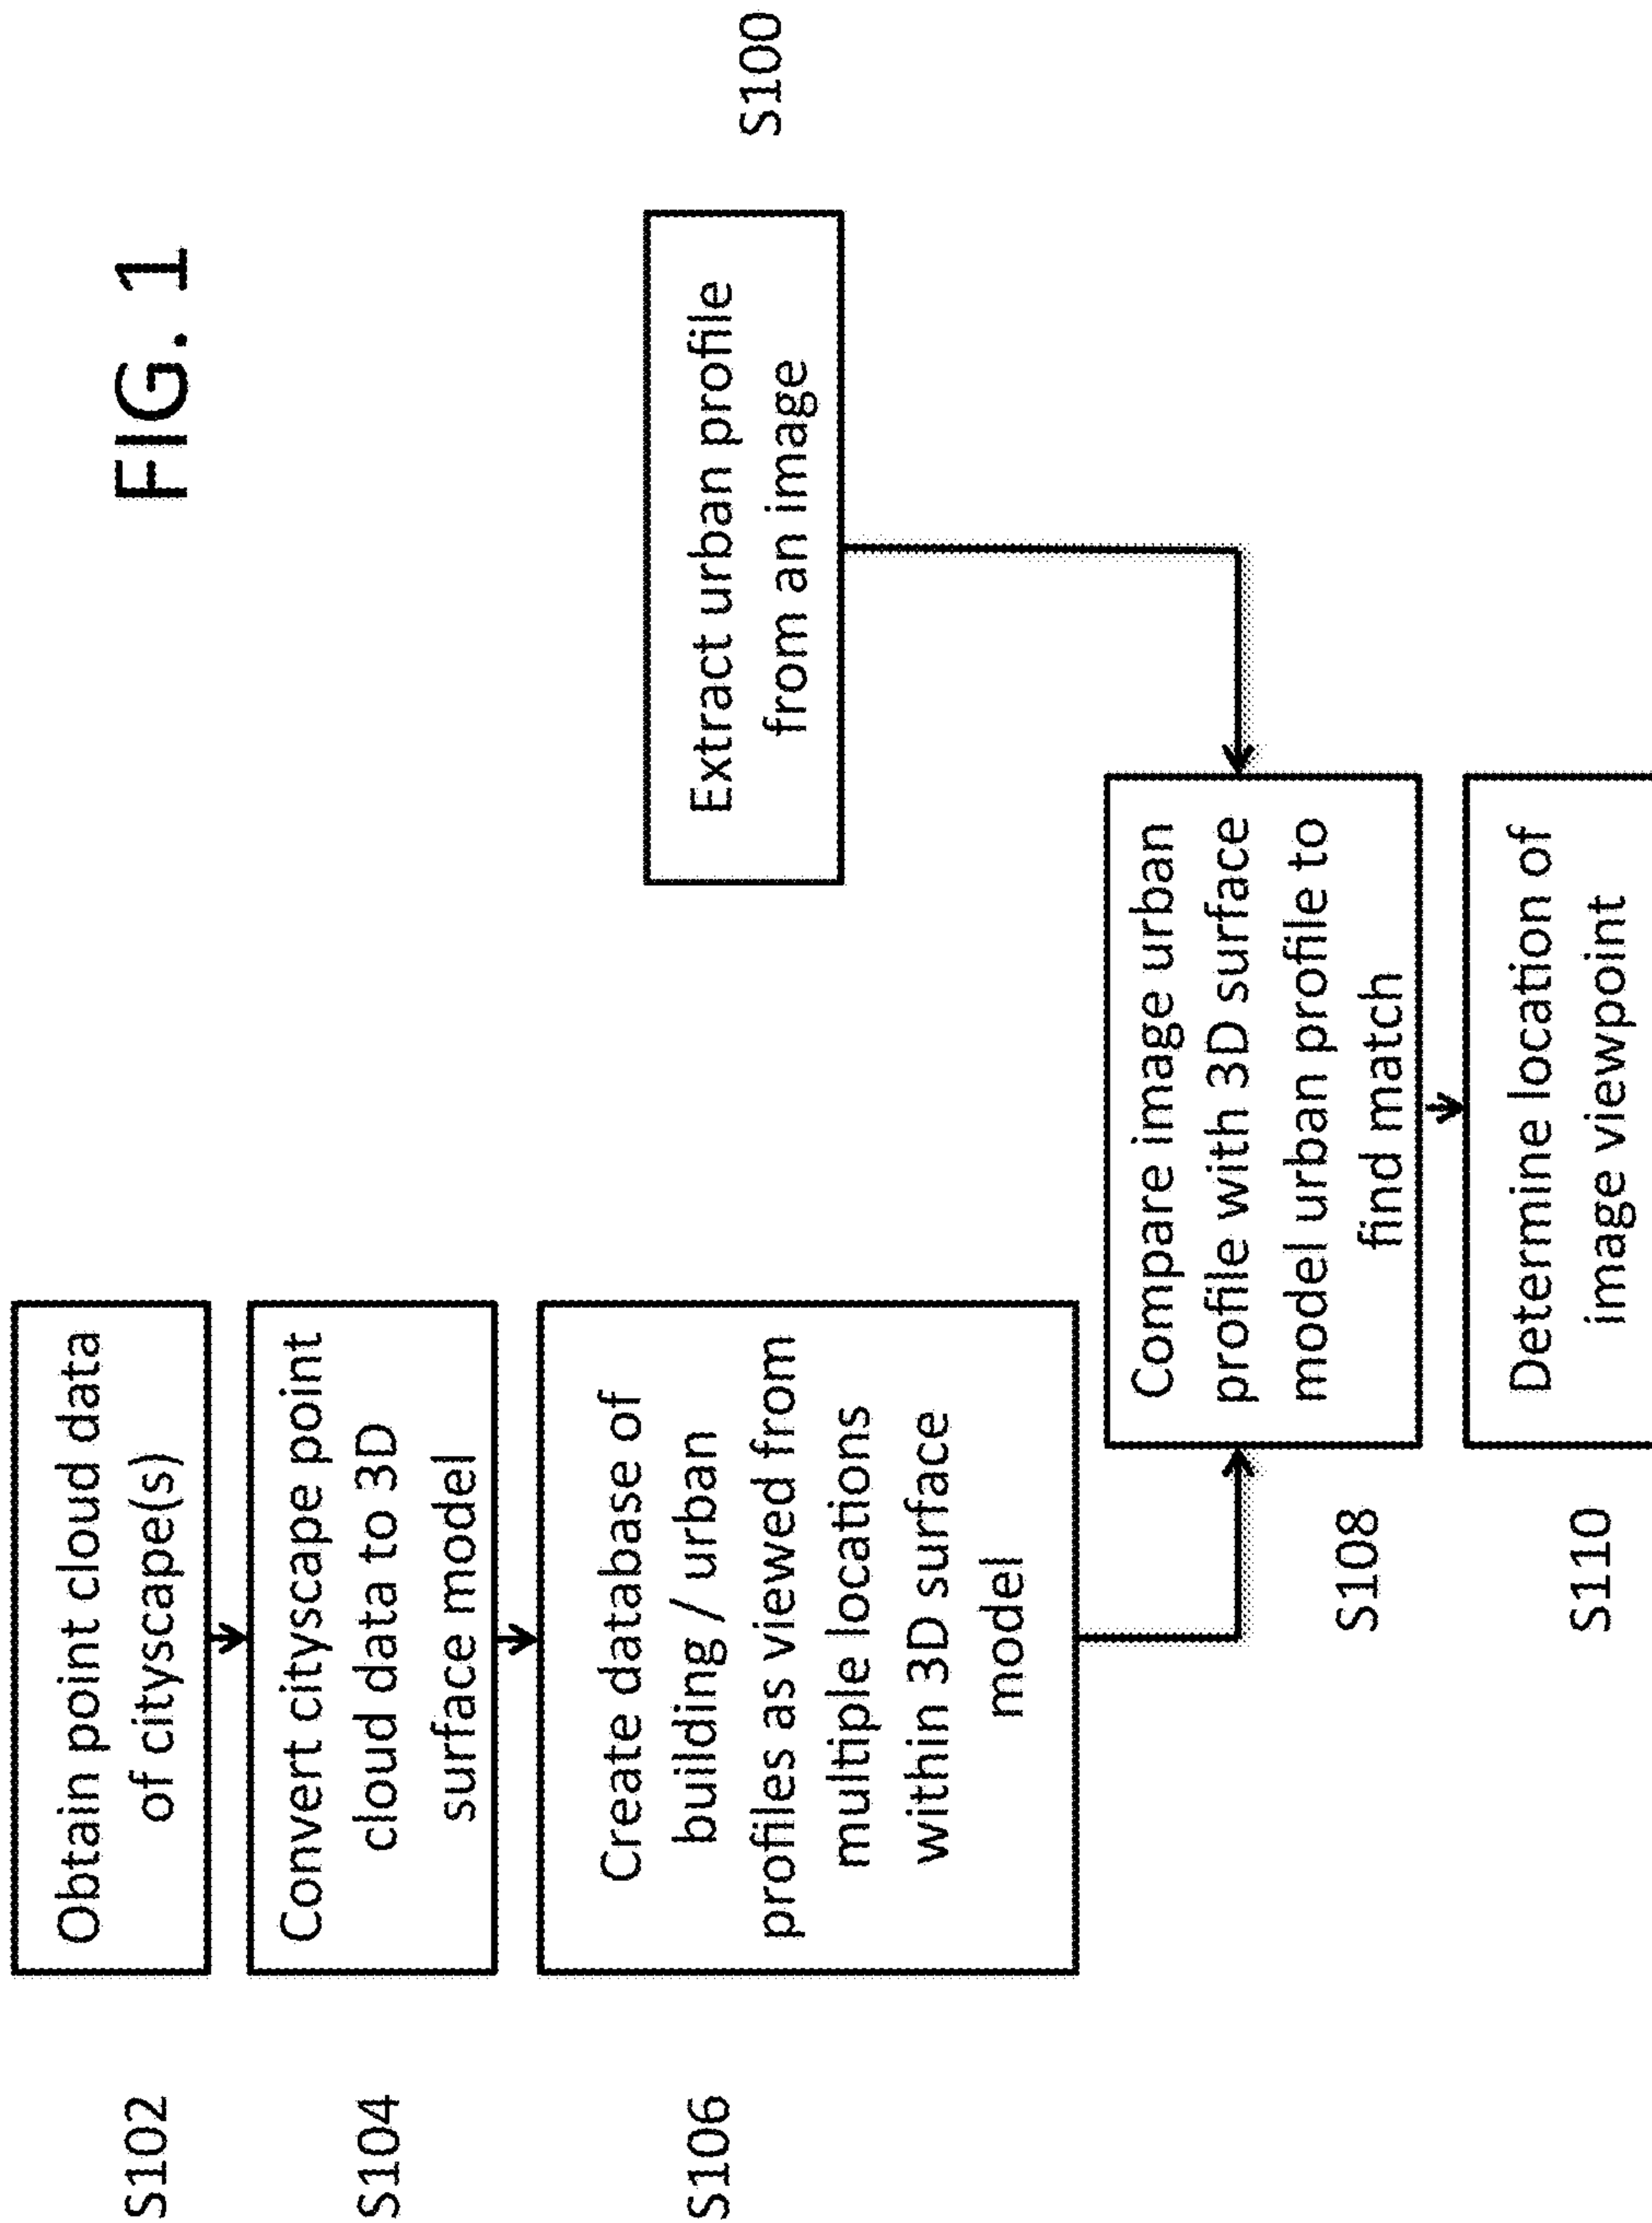 FIG. 1
S102
Obtain point cloud data
of cityscape(s)
S104
Convert cityscape point
cloud data to 3D
surface model
S106
Create database of
building / urban
profiles as viewed from
multiple locations
within 3D surface
model
Extract urban profile
from an image
S100
S108
Compare image urban
profile with 3D surface
model urban profile to
find match
S110
Determine location of
image viewpoint